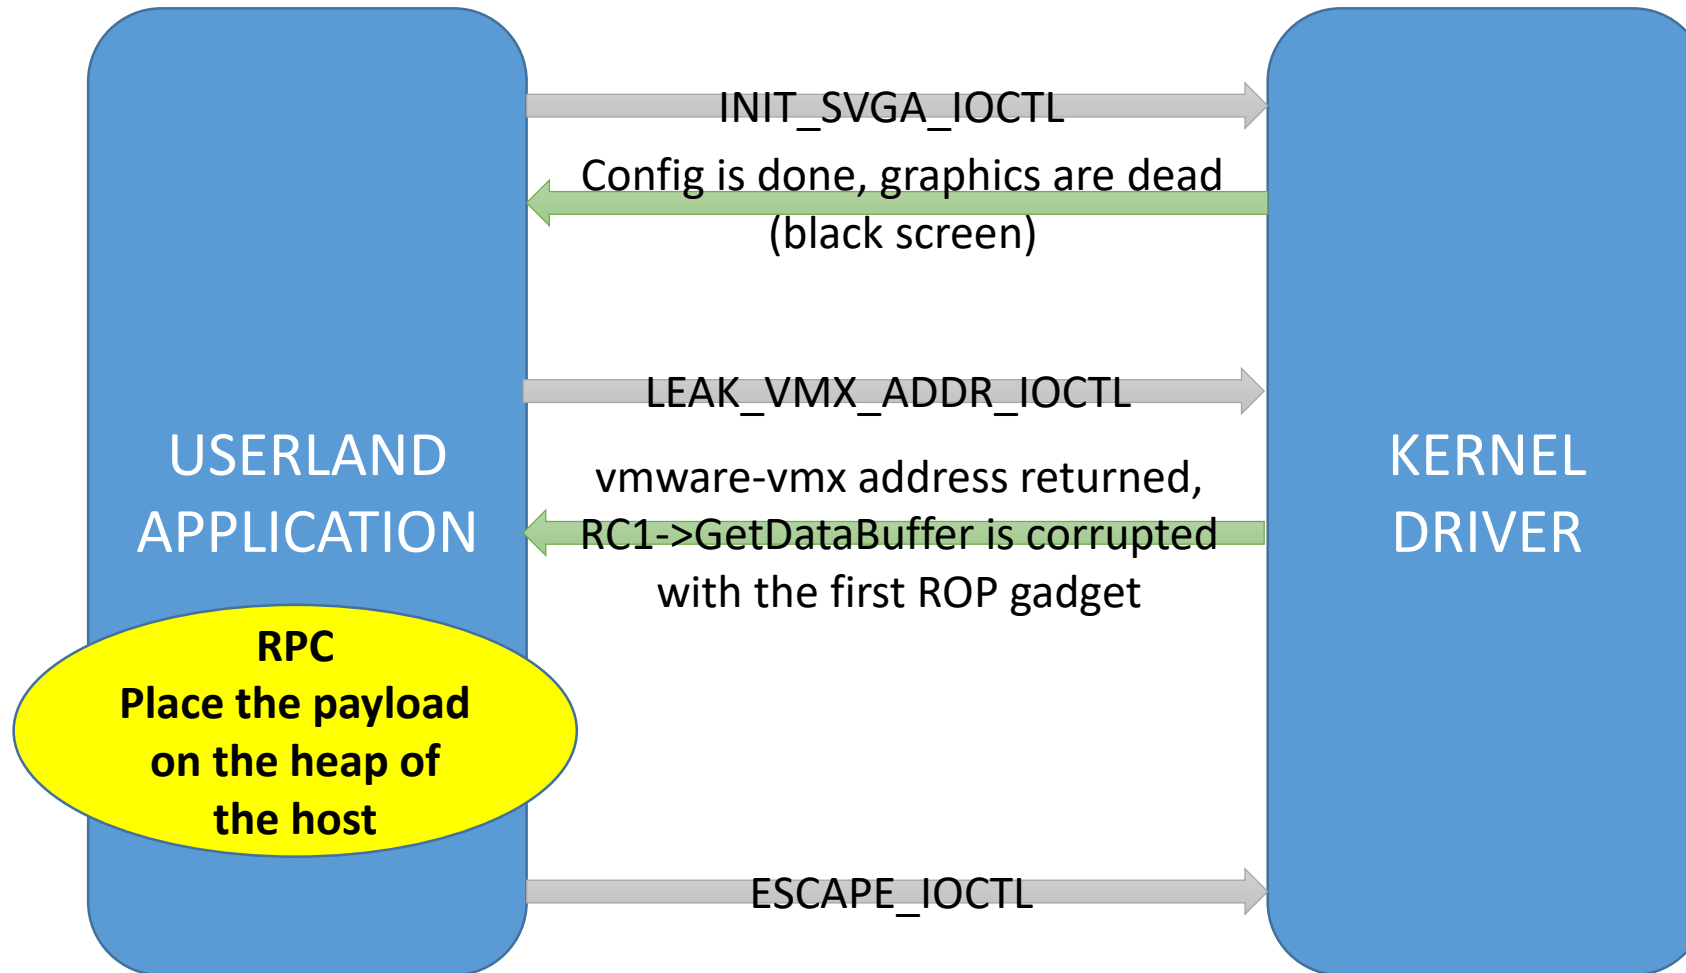 INIT_SVGA_IOCTL
Config is done, graphics are dead
(black screen)
LEAK_VMX_ADDR_IOCTL
USERLAND
APPLICATION
vmware-vmx address returned,
RC1->GetDataBuffer is corrupted
with the first ROP gadget
KERNEL
DRIVER
RPC
Place the payload
on the heap of
the host
ESCAPE_IOCTL